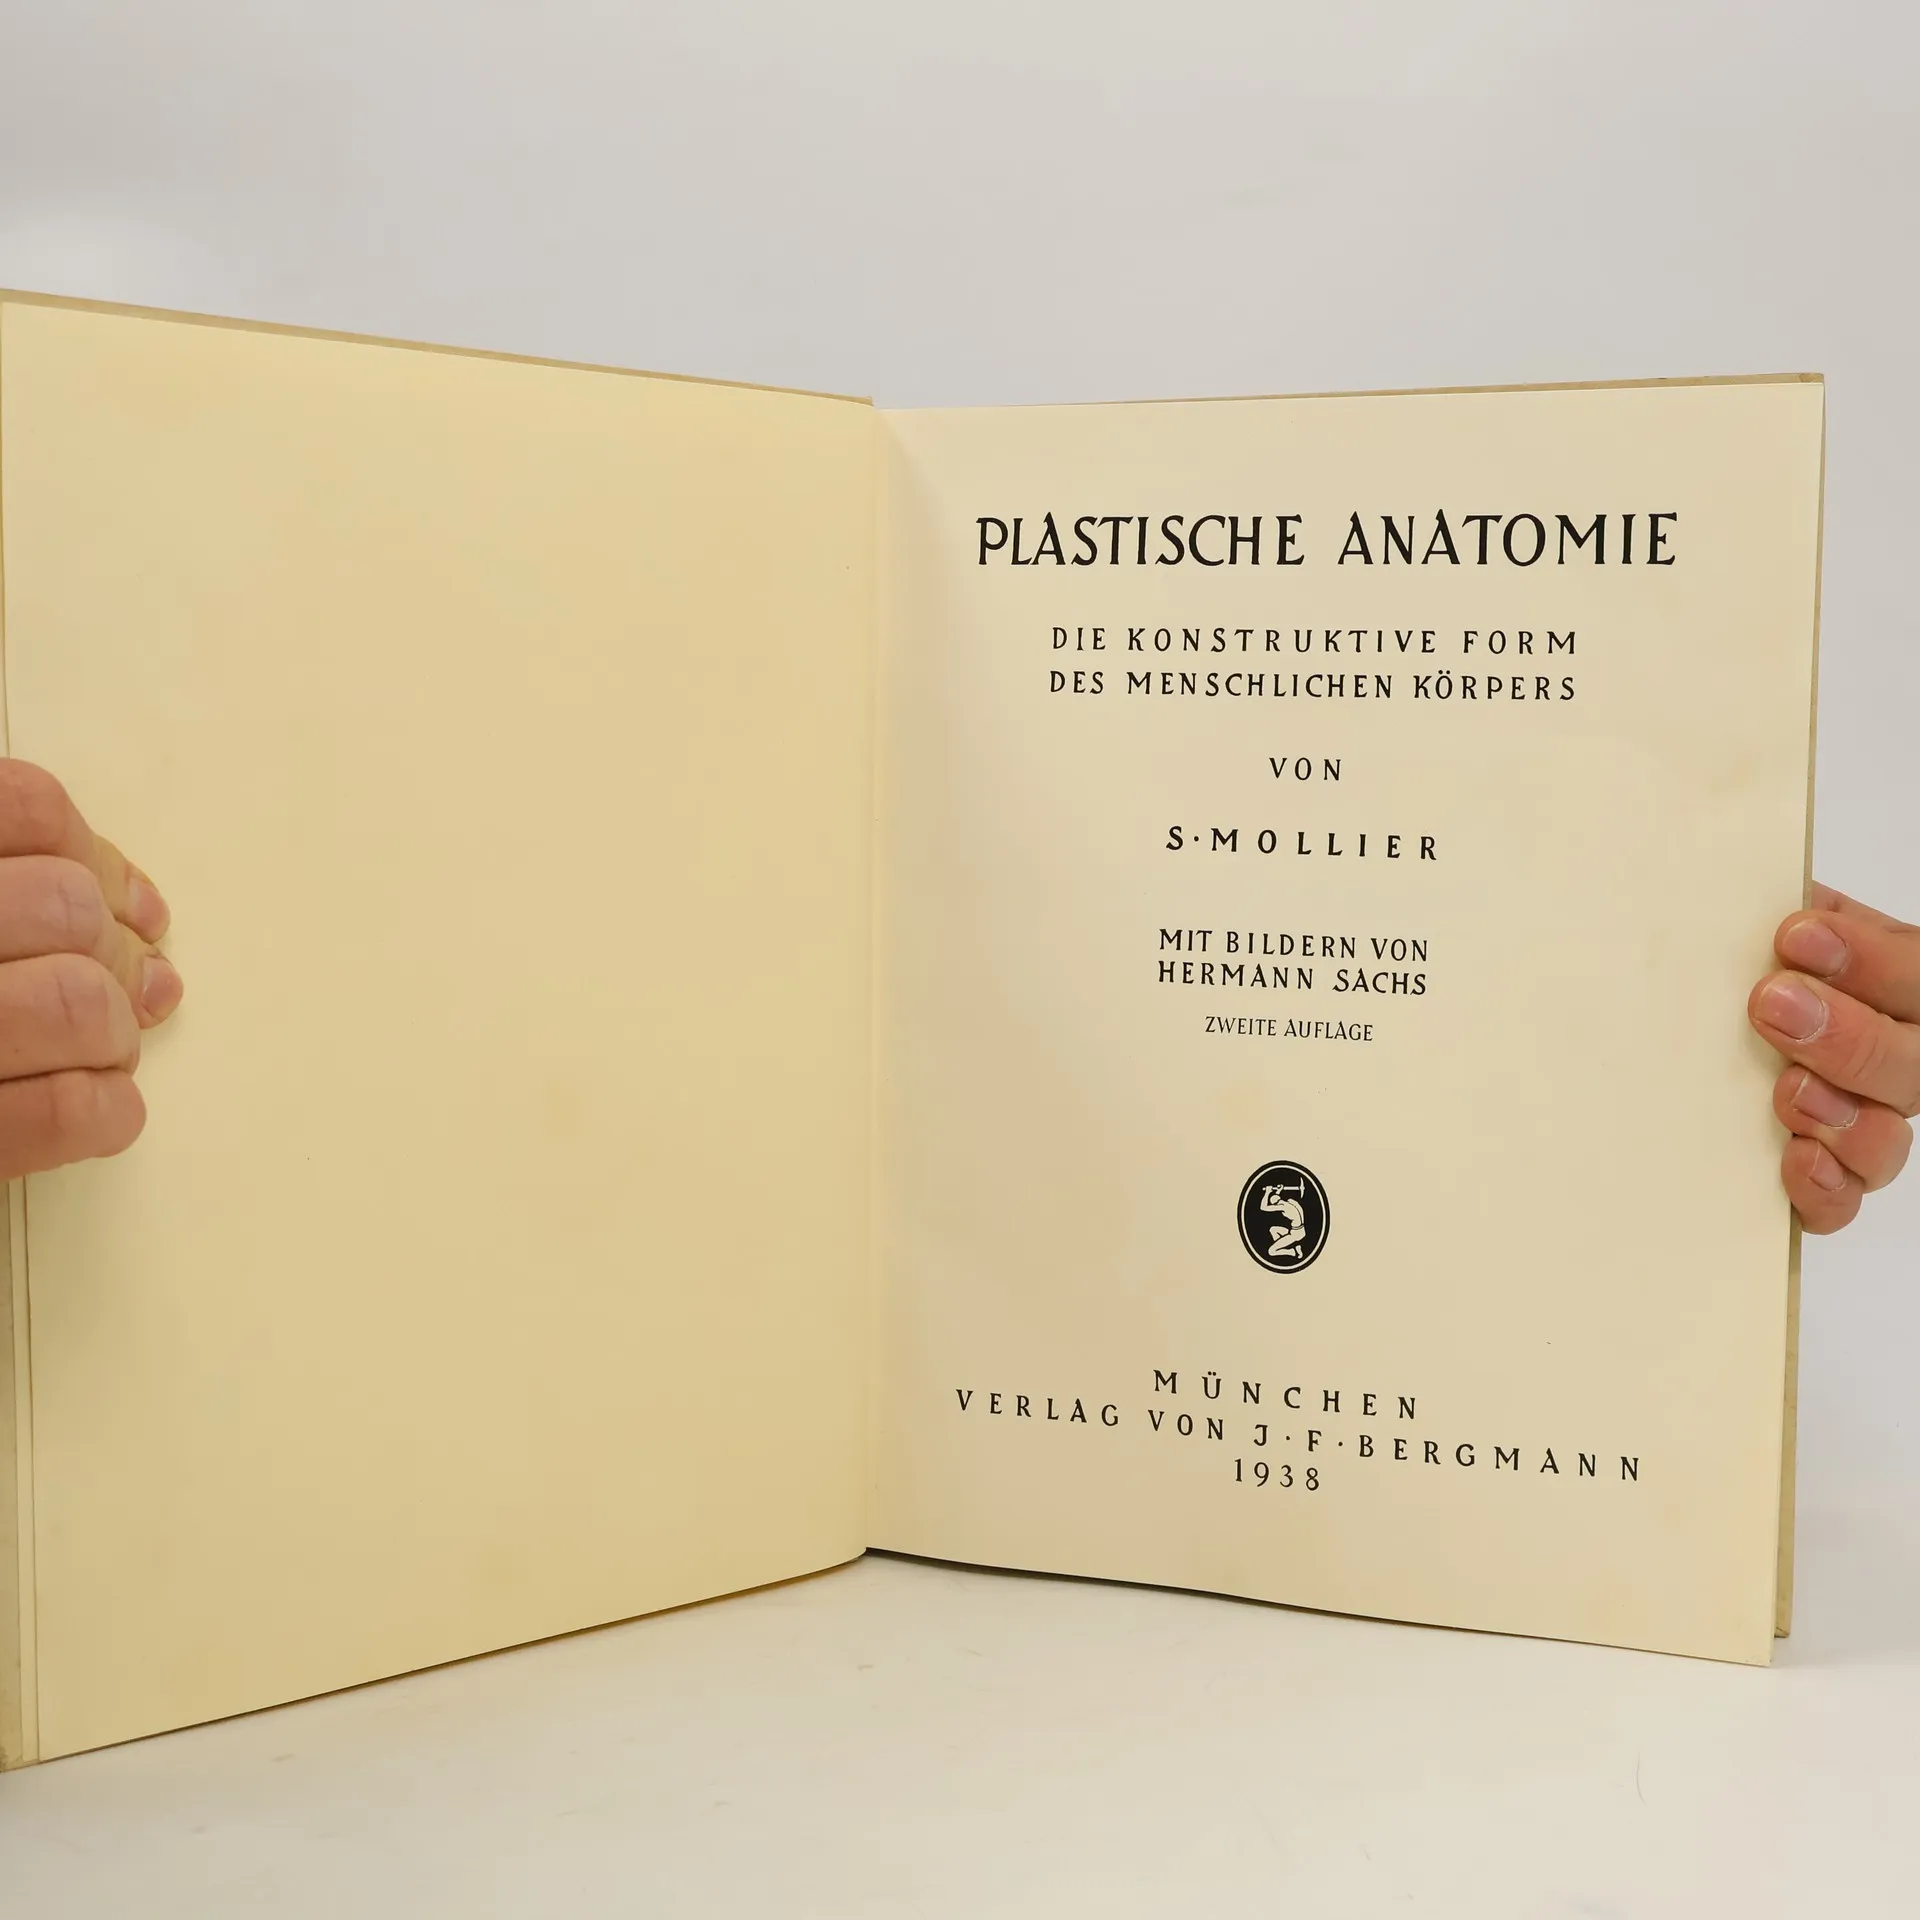 PLASTISCHE ANATOMIE
DIE KONSTRUKTIVE FORM
DES MENSCHLICHEN KÖRPERS
VON
S·MOLLIER
MIT BILDERN VON
HERMANN SACHS
ZWEITE AUFLAGE
MÜNCHEN
VERLAG VON J·F·BERGMANN
1938